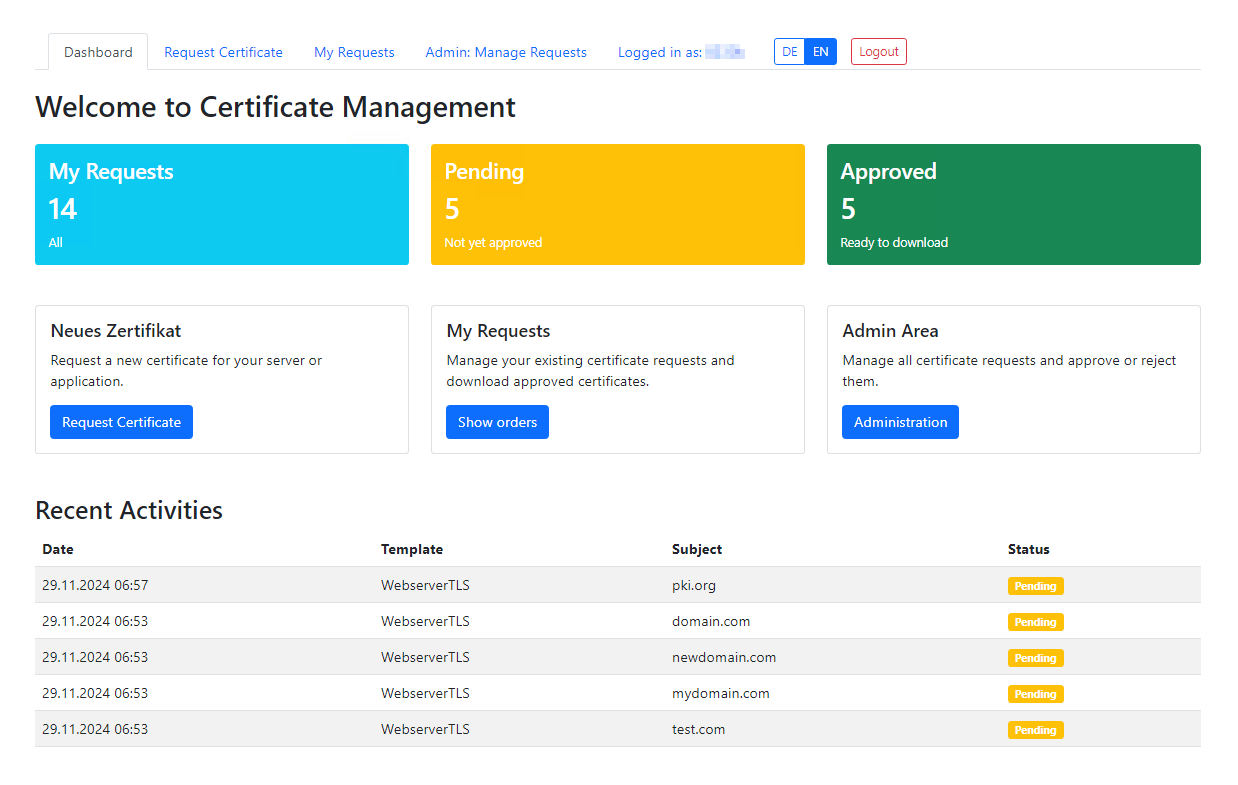 Dashboard Request Certificate My Requests Admin: Manage Requests Logged in as: DE EN Logout
Welcome to Certificate Management
My Requests
14
All
Pending
5
Not yet approved
Approved
5
Ready to download
Neues Zertifikat
Request a new certificate for your server or
application.
Request Certificate
My Requests
Manage your existing certificate requests and
download approved certificates.
Show orders
Admin Area
Manage all certificate requests and approve or reject
them.
Administration
Recent Activities
Date Template Subject Status
29.11.2024 06:57 WebserverTLS pki.org Pending
29.11.2024 06:53 WebserverTLS domain.com Pending
29.11.2024 06:53 WebserverTLS newdomain.com Pending
29.11.2024 06:53 WebserverTLS mydomain.com Pending
29.11.2024 06:53 WebserverTLS test.com Pending